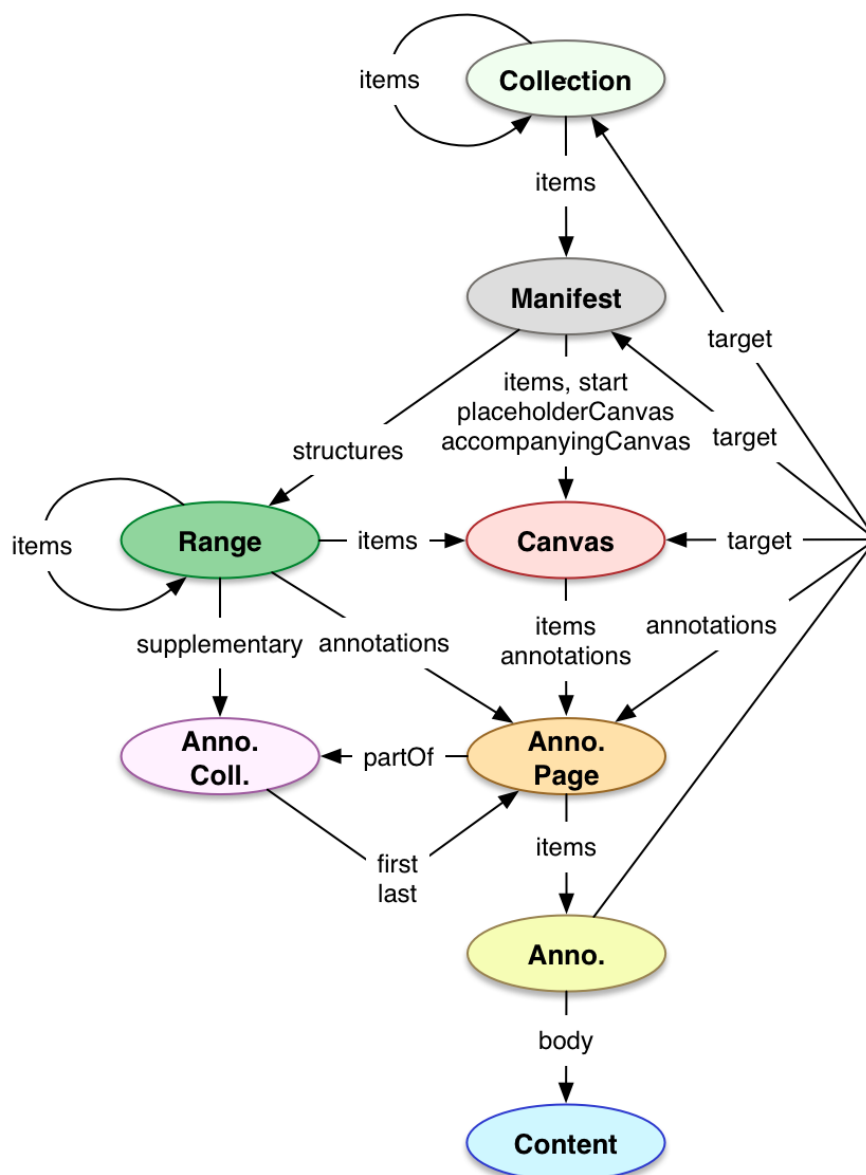 Collection
items
items
Manifest
target
items, start
placeholderCanvas
accompanyingCanvas
target
structures
Range
items
items
Canvas
target
supplementary
annotations
items
annotations
annotations
Anno.
Coll.
partOf
Anno.
Page
first
last
items
Anno.
body
Content